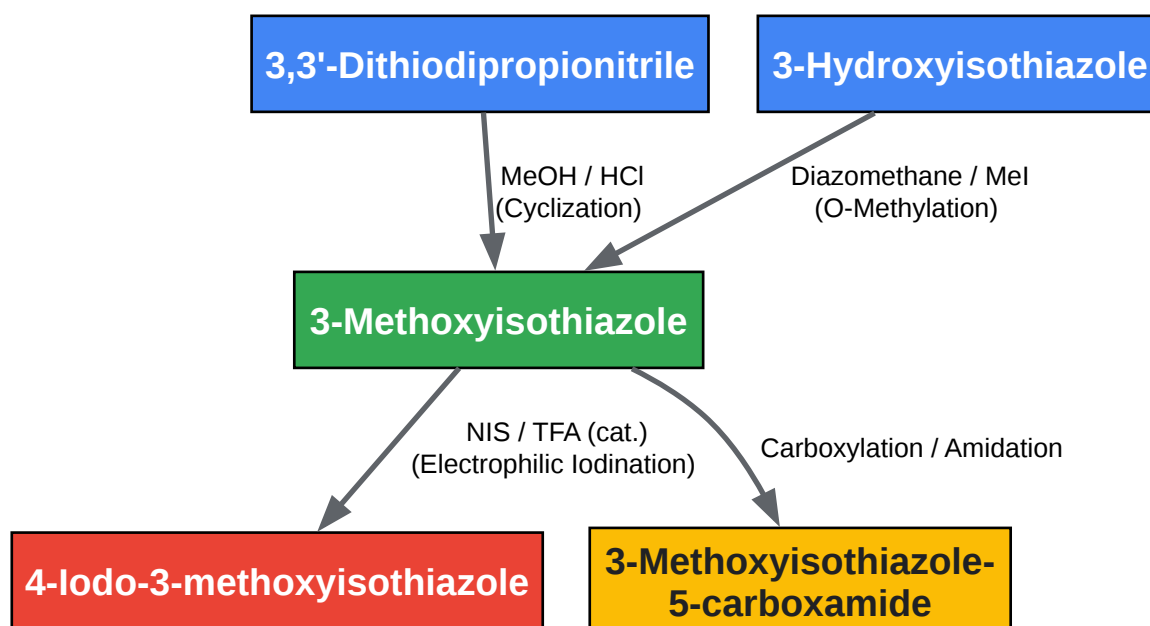 3,3'-Dithiodipropionitrile
3-Hydroxyisothiazole
MeOH / HCl
(Cyclization)
Diazomethane / MeI
(O-Methylation)
3-Methoxyisothiazole
NIS / TFA (cat.)
(Electrophilic Iodination)
Carboxylation / Amidation
4-Iodo-3-methoxyisothiazole
3-Methoxyisothiazole-
5-carboxamide